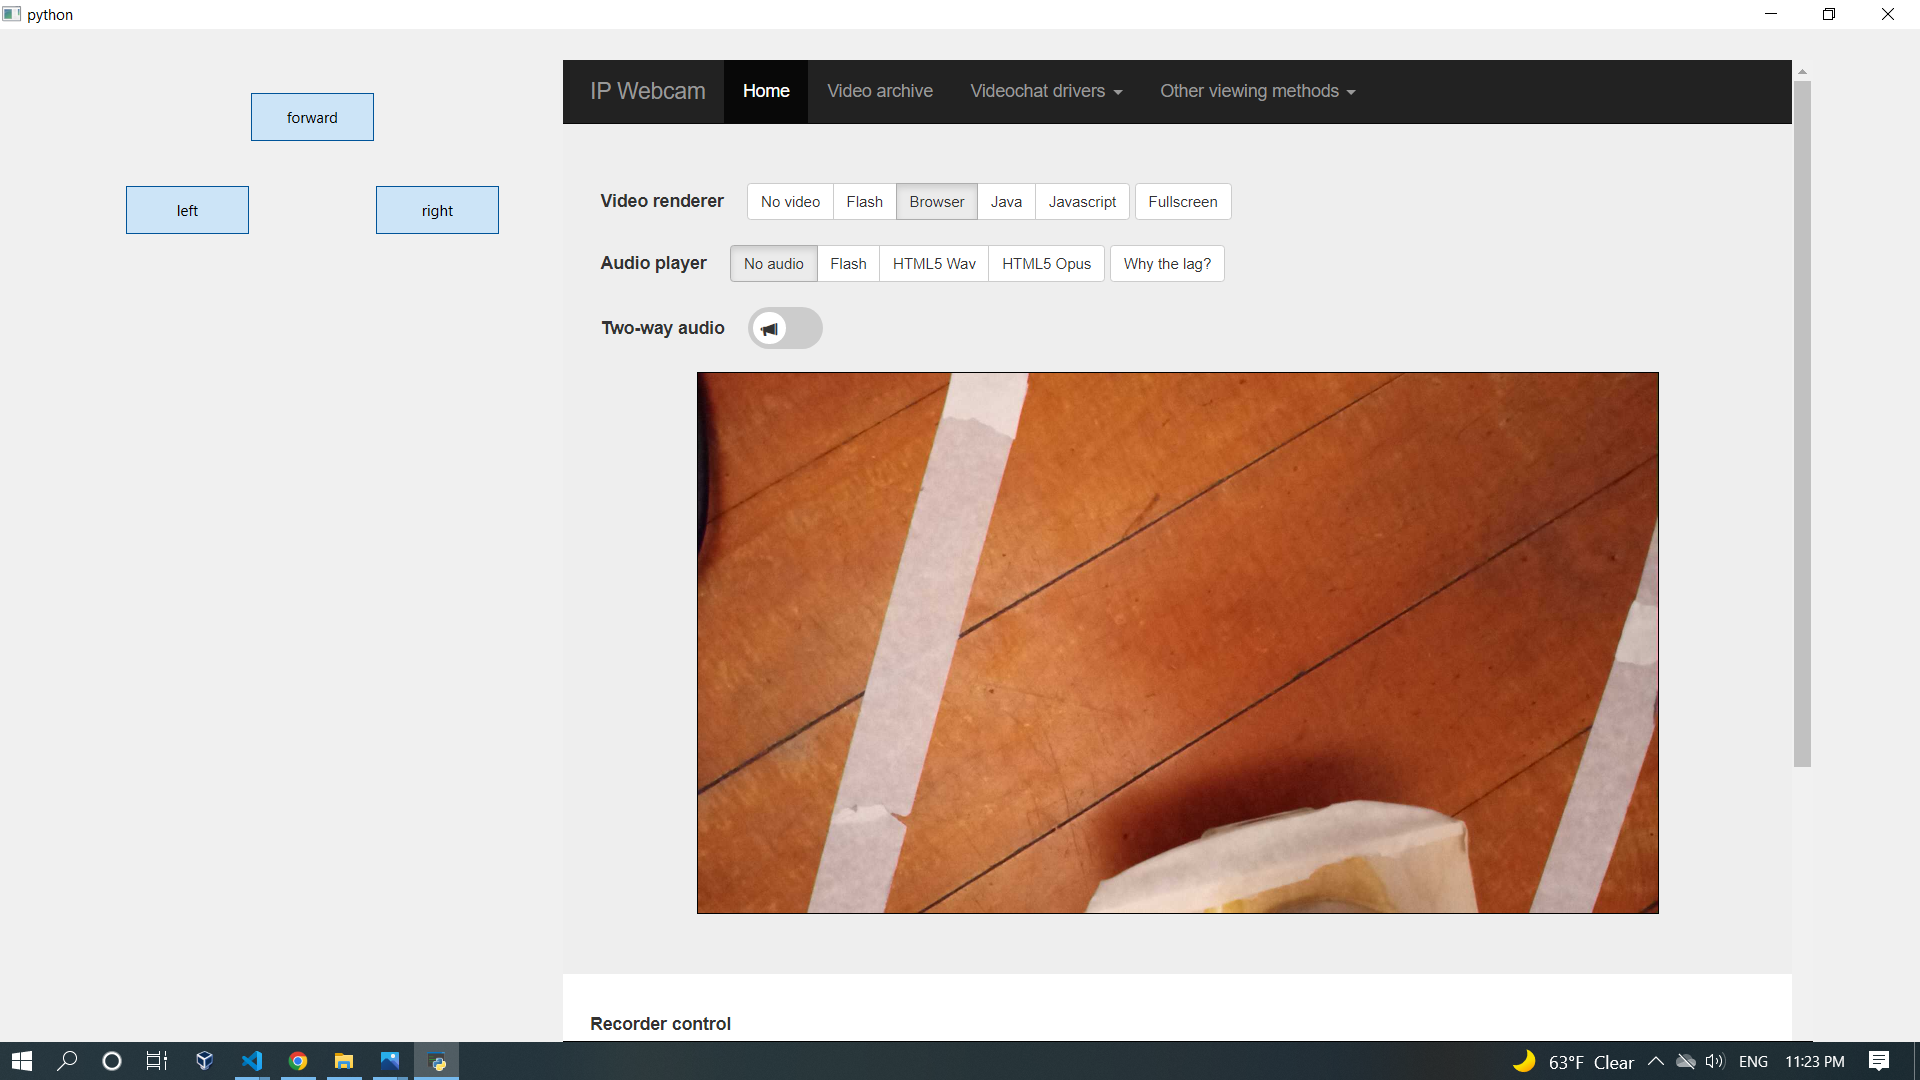 python
forward
left
right
IP Webcam Home Video archive Videochat drivers Other viewing methods
Video renderer No video Flash Browser Java Javascript Fullscreen
Audio player No audio Flash HTML5 Wav HTML5 Opus Why the lag?
Two-way audio
Recorder control
63°F Clear ENG 11:23 PM